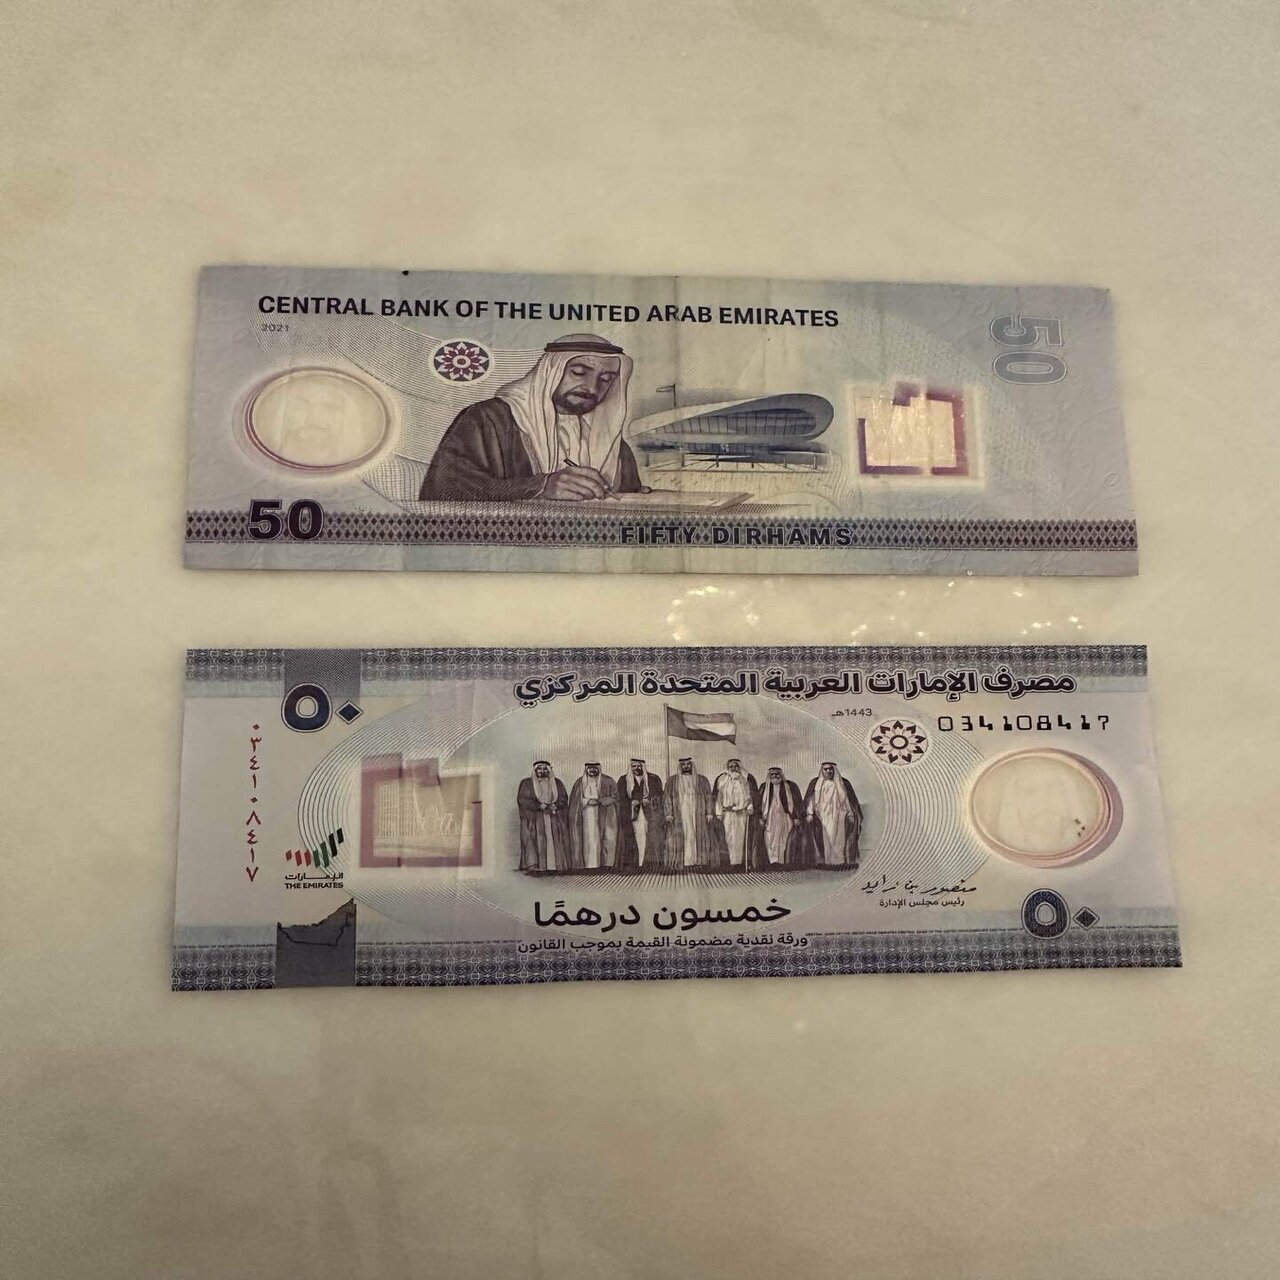 CENTRAL BANK OF THE UNITED ARAB EMIRATES
2021
50
50
FIFTY DIRHAMS
مصرف الإمارات العربية المتحدة المركزي
٥٠
1443هـ
034108417
٠٣٤١٠٨٤١٧
الإمارات
THE EMIRATES
منصور بن زايد
رئيس مجلس الإدارة
خمسون درهمًا
٥٠
ورقة نقدية مضمونة القيمة بموجب القانون